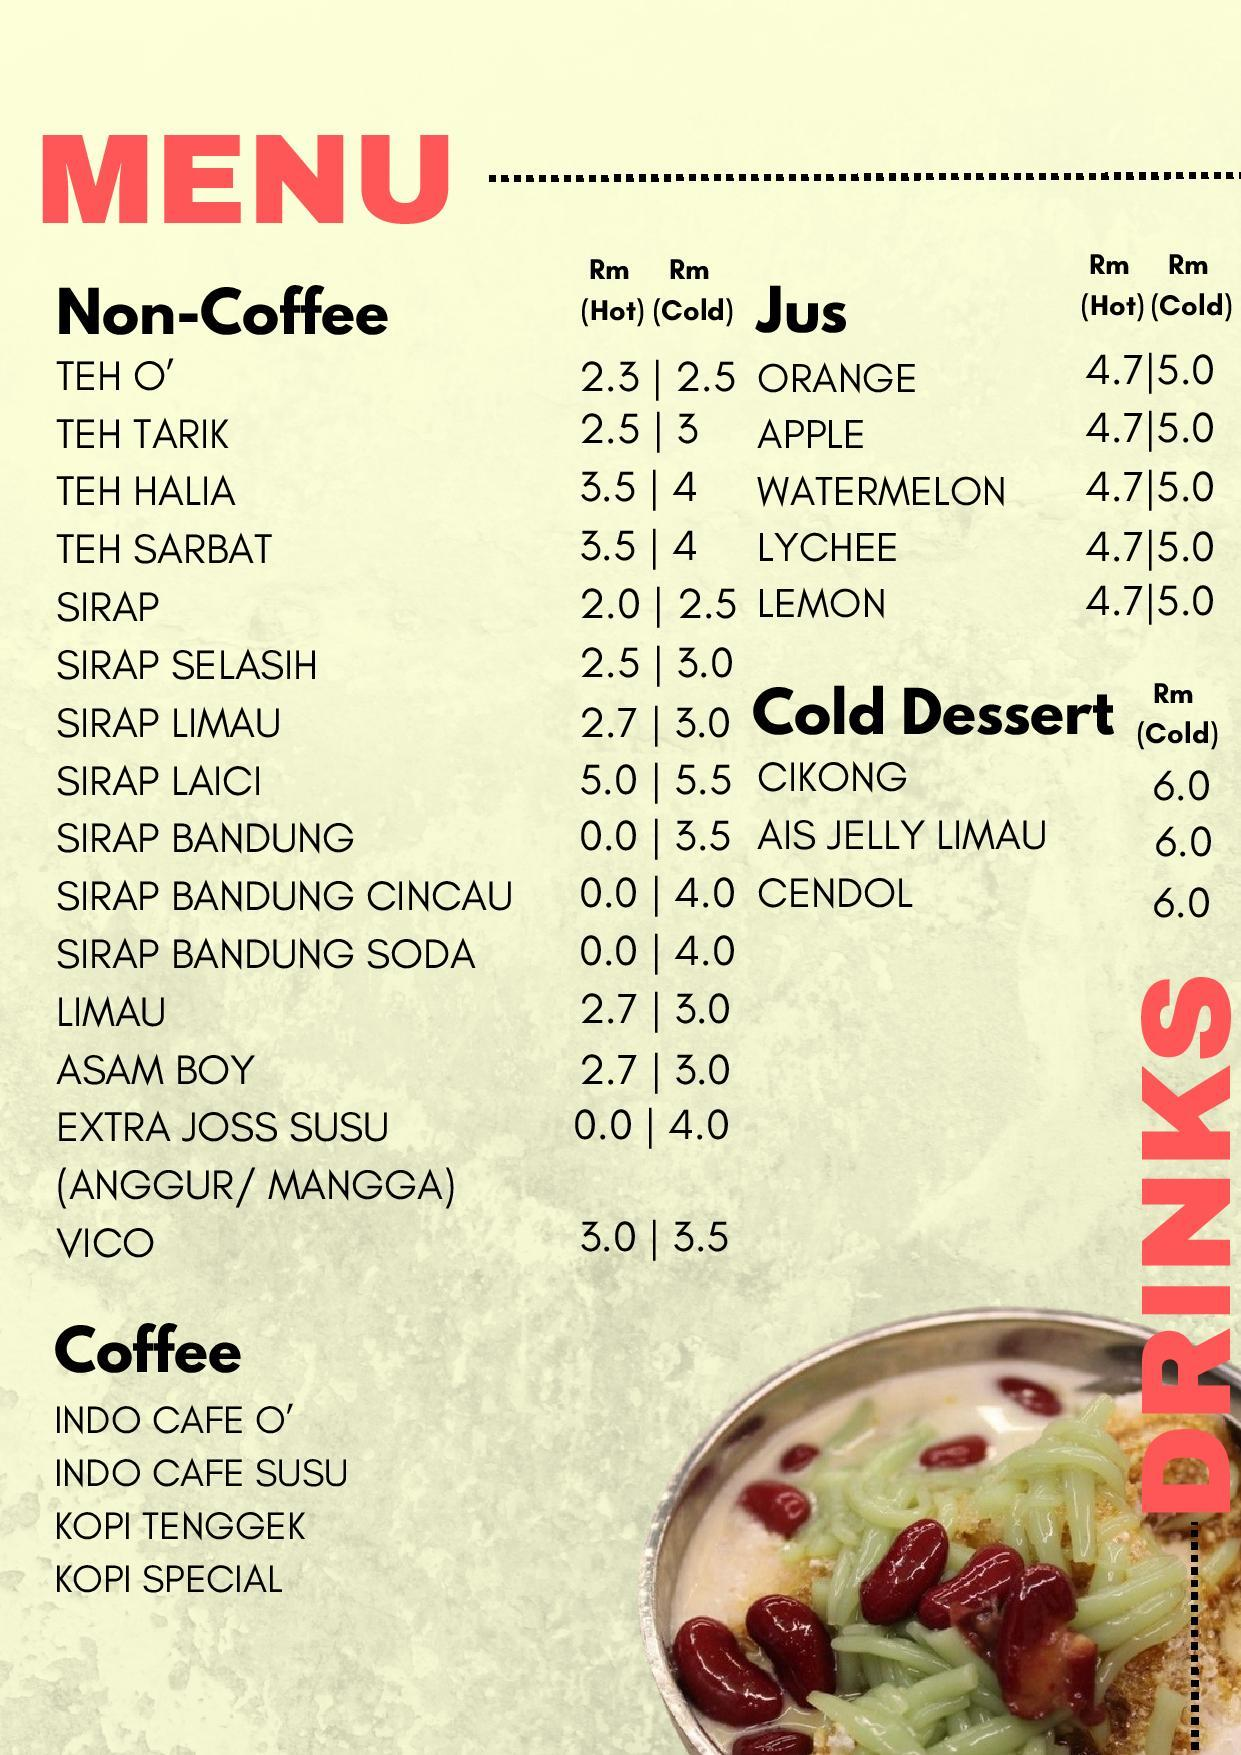 MENU
Non-Coffee
Rm Rm
(Hot) (Cold)
TEH O’ 2.3 | 2.5
TEH TARIK 2.5 | 3
TEH HALIA 3.5 | 4
TEH SARBAT 3.5 | 4
SIRAP 2.0 | 2.5
SIRAP SELASIH 2.5 | 3.0
SIRAP LIMAU 2.7 | 3.0
SIRAP LAICI 5.0 | 5.5
SIRAP BANDUNG 0.0 | 3.5
SIRAP BANDUNG CINCAU 0.0 | 4.0
SIRAP BANDUNG SODA 0.0 | 4.0
LIMAU 2.7 | 3.0
ASAM BOY 2.7 | 3.0
EXTRA JOSS SUSU 0.0 | 4.0
(ANGGUR/ MANGGA)
VICO 3.0 | 3.5
Coffee
INDO CAFE O’
INDO CAFE SUSU
KOPI TENGGEK
KOPI SPECIAL
Jus
Rm Rm
(Hot) (Cold)
ORANGE 4.7|5.0
APPLE 4.7|5.0
WATERMELON 4.7|5.0
LYCHEE 4.7|5.0
LEMON 4.7|5.0
Cold Dessert
Rm
(Cold)
CIKONG 6.0
AIS JELLY LIMAU 6.0
CENDOL 6.0
DRINKS